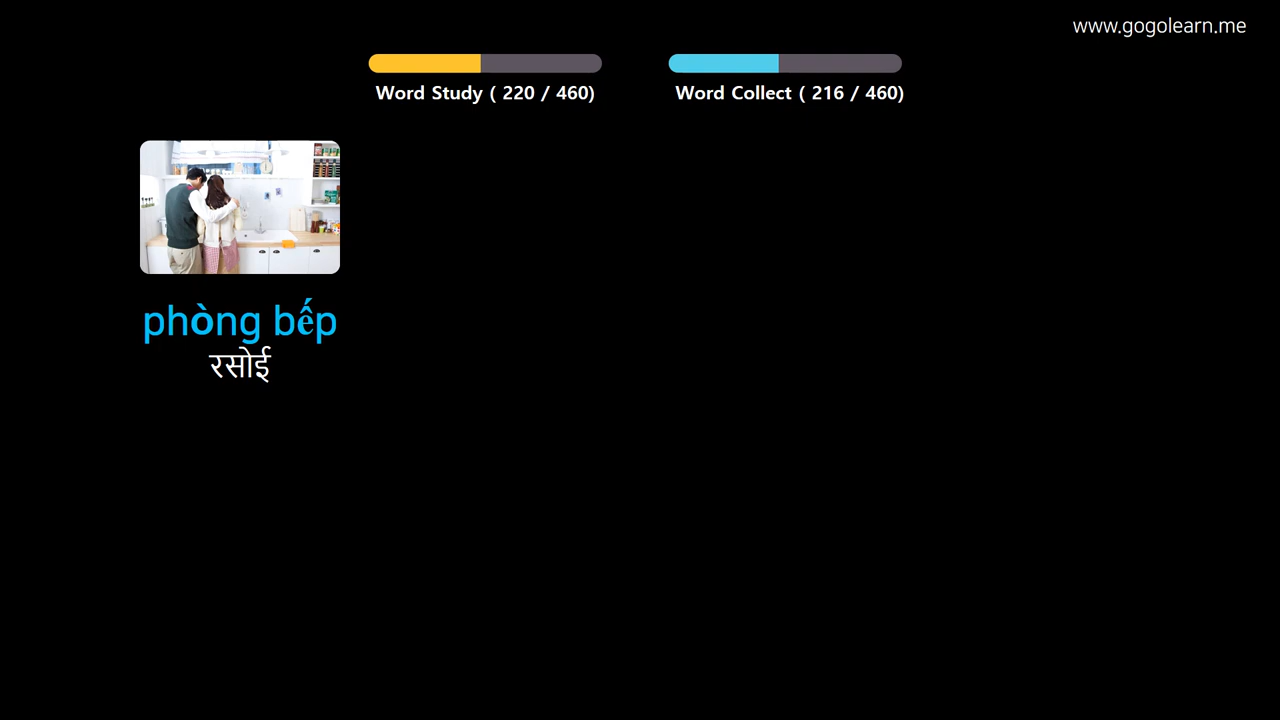 www.gogolearn.me
Word Study ( 220 / 460)
Word Collect ( 216 / 460)
phòng bếp
रसोई